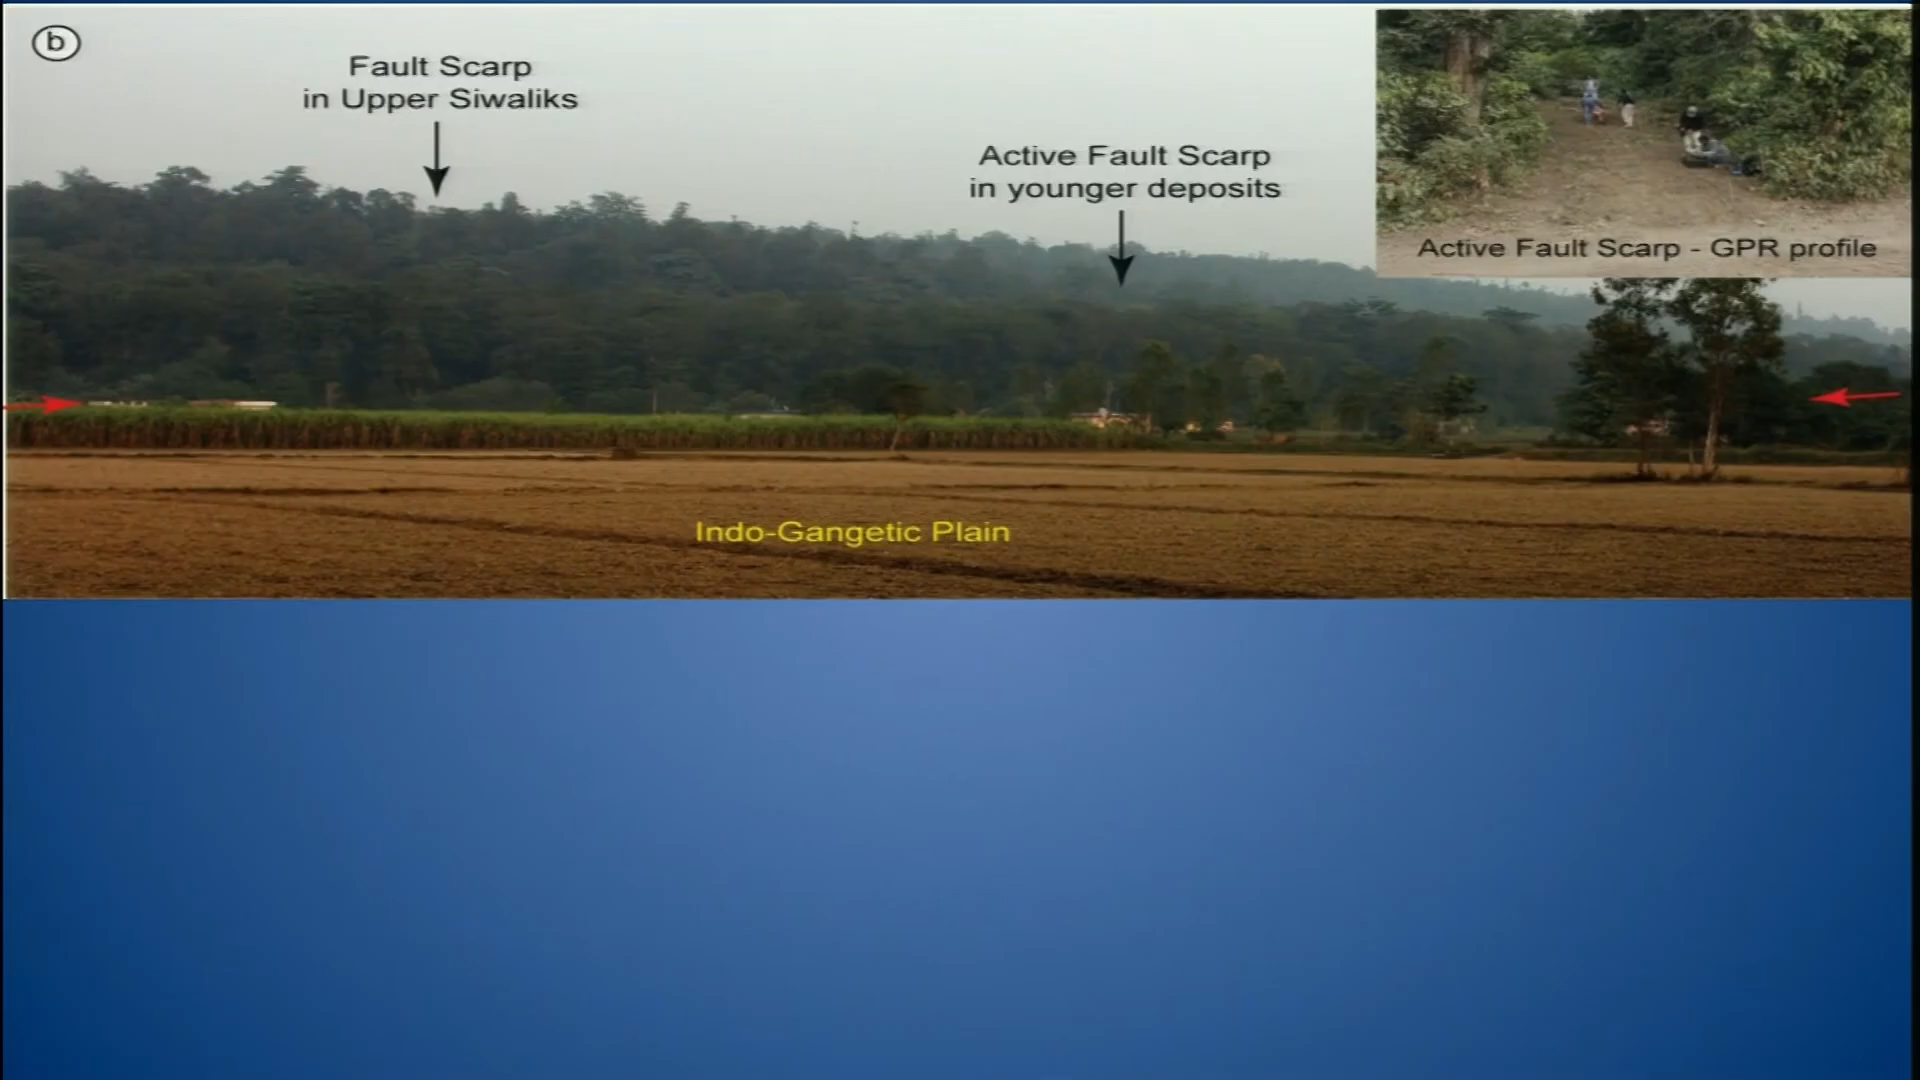 b
Fault Scarp
in Upper Siwaliks
Active Fault Scarp
in younger deposits
Active Fault Scarp - GPR profile
Indo-Gangetic Plain